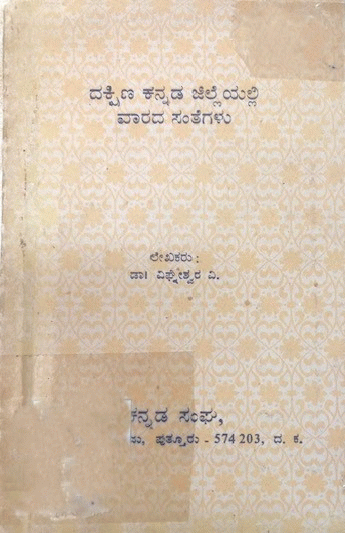 ದಕ್ಷಿಣ ಕನ್ನಡ ಜಿಲ್ಲೆಯಲ್ಲಿ
ವಾರದ ಸಂತೆಗಳು
ಲೇಖಕರು :
ಡಾ। ವಿಘ್ನೇಶ್ವರ ವಿ.
ಕನ್ನಡ ಸಂಘ,
ಪುತ್ತೂರು - 574 203, ದ. ಕ.